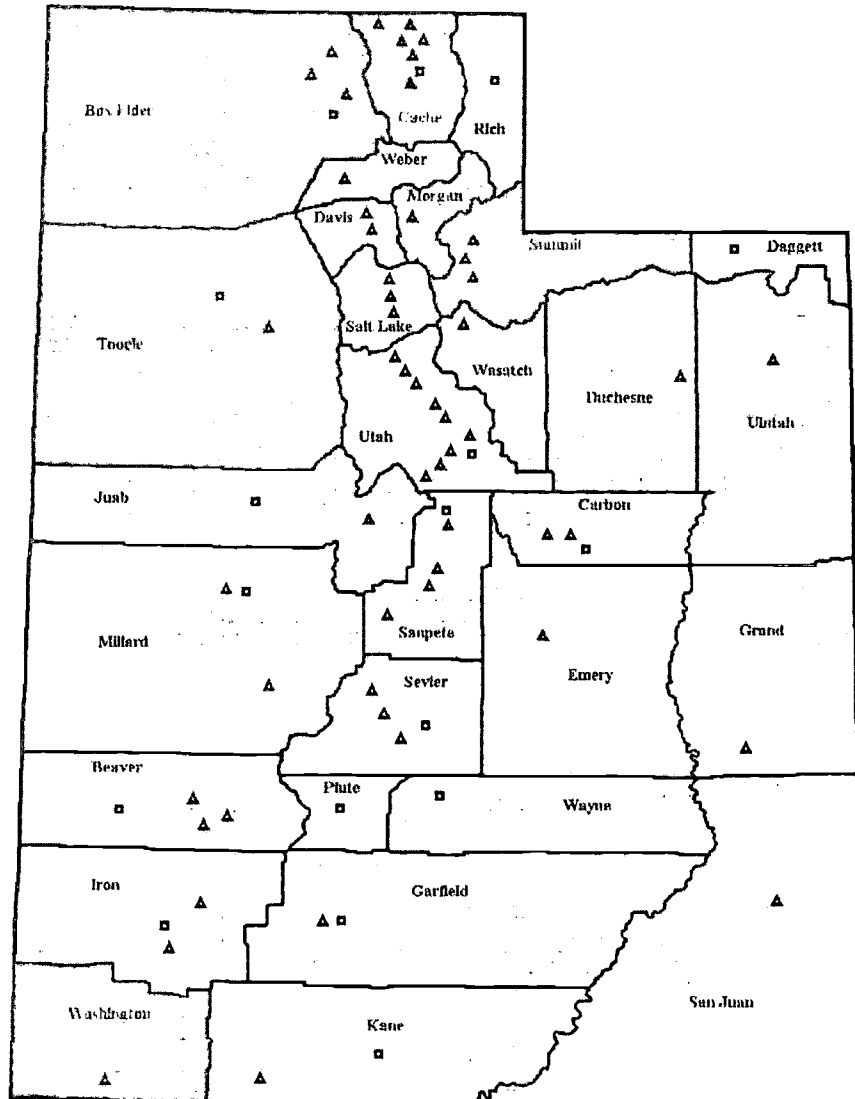 Box Elder
Cache
Rich
Weber
Morgan
Davis
Summit
Daggett
Salt Lake
Tooele
Wasatch
Duchesne
Uintah
Utah
Juab
Carbon
Millard
Sanpete
Grand
Emery
Sevier
Beaver
Piute
Wayne
Iron
Garfield
San Juan
Washington
Kane